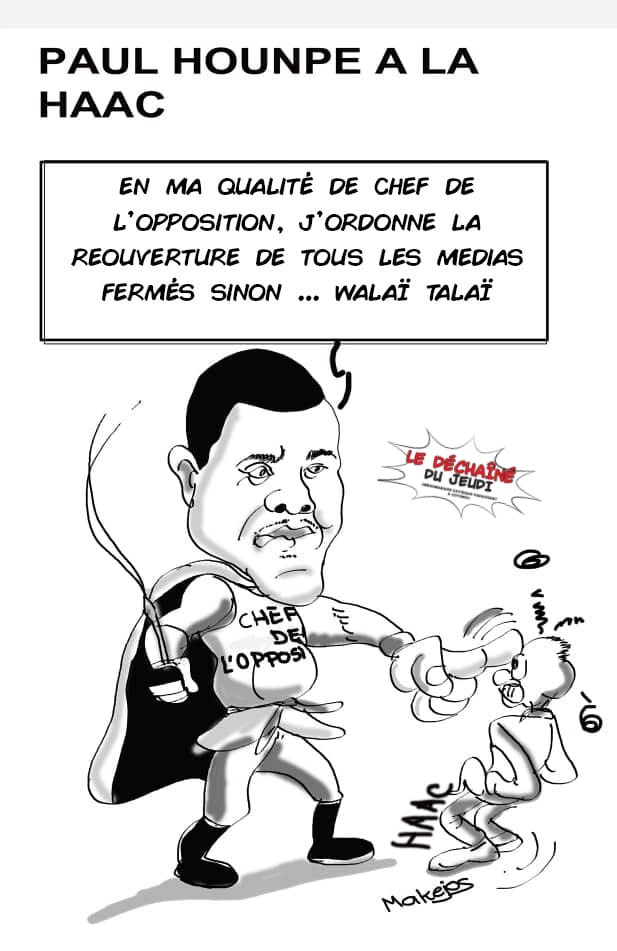 PAUL HOUNPE A LA
HAAC
EN MA QUALITÉ DE CHEF DE
L'OPPOSITION, J'ORDONNE LA
REOUVERTURE DE TOUS LES MEDIAS
FERMÉS SINON ... WALAÏ TALAÏ
LE DÉCHAÎNÉ
DU JEUDI
CHEF
DE
L'OPPOSI
HAAC
Makejos